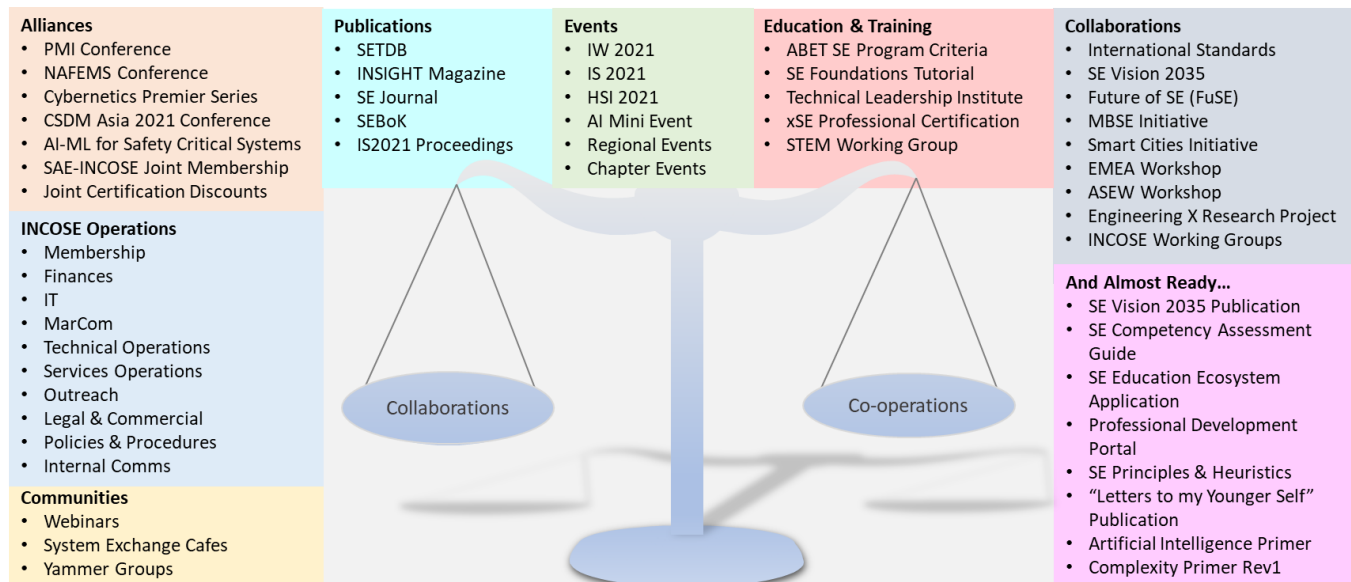 Alliances
• PMI Conference
• NAFEMS Conference
• Cybernetics Premier Series
• CSDM Asia 2021 Conference
• AI-ML for Safety Critical Systems
• SAE-INCOSE Joint Membership
• Joint Certification Discounts
INCOSE Operations
• Membership
• Finances
• IT
• MarCom
• Technical Operations
• Services Operations
• Outreach
• Legal & Commercial
• Policies & Procedures
• Internal Comms
Communities
• Webinars
• System Exchange Cafes
• Yammer Groups
Publications
• SETDB
• INSIGHT Magazine
• SE Journal
• SEBoK
• IS2021 Proceedings
Events
• IW 2021
• IS 2021
• HSI 2021
• AI Mini Event
• Regional Events
• Chapter Events
Education & Training
• ABET SE Program Criteria
• SE Foundations Tutorial
• Technical Leadership Institute
• xSE Professional Certification
• STEM Working Group
Collaborations
Co-operations
Collaborations
• International Standards
• SE Vision 2035
• Future of SE (FuSE)
• MBSE Initiative
• Smart Cities Initiative
• EMEA Workshop
• ASEW Workshop
• Engineering X Research Project
• INCOSE Working Groups
And Almost Ready…
• SE Vision 2035 Publication
• SE Competency Assessment
Guide
• SE Education Ecosystem
Application
• Professional Development
Portal
• SE Principles & Heuristics
• “Letters to my Younger Self”
Publication
• Artificial Intelligence Primer
• Complexity Primer Rev1